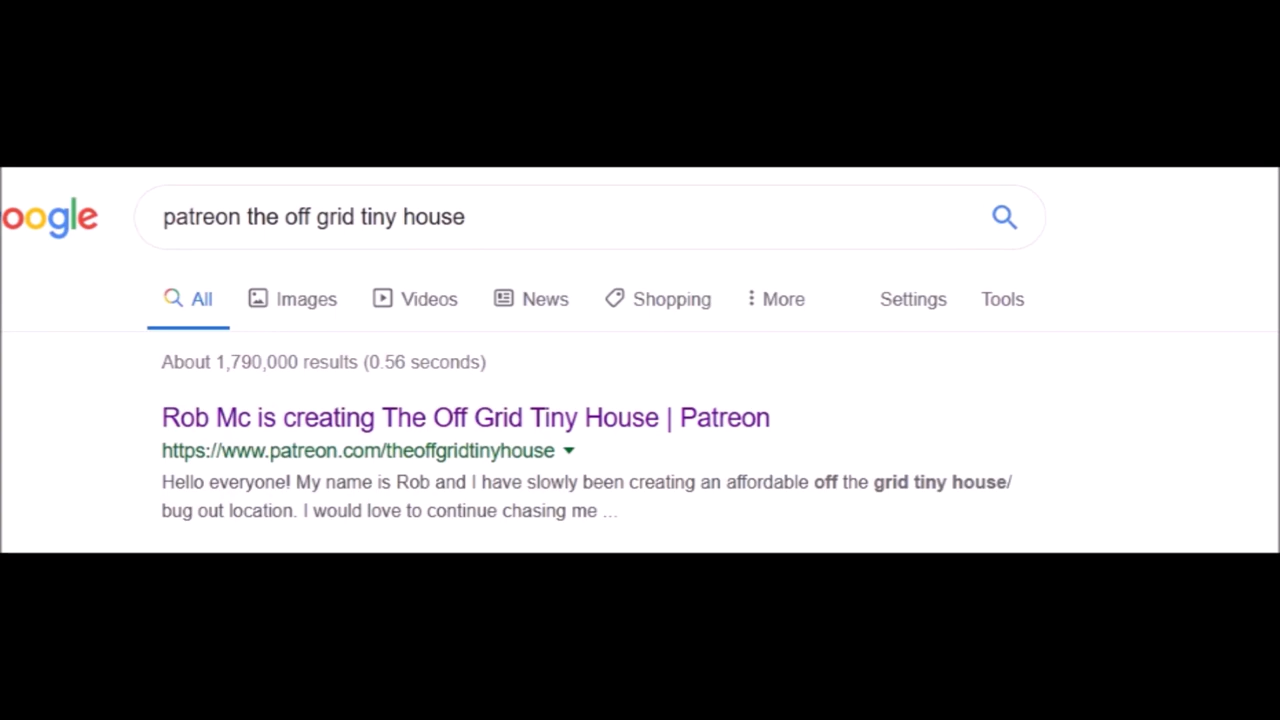 oogle
patreon the off grid tiny house
All Images Videos News Shopping More Settings Tools
About 1,790,000 results (0.56 seconds)
Rob Mc is creating The Off Grid Tiny House | Patreon
https://www.patreon.com/theoffgridtinyhouse
Hello everyone! My name is Rob and I have slowly been creating an affordable off the grid tiny house/
bug out location. I would love to continue chasing me ...